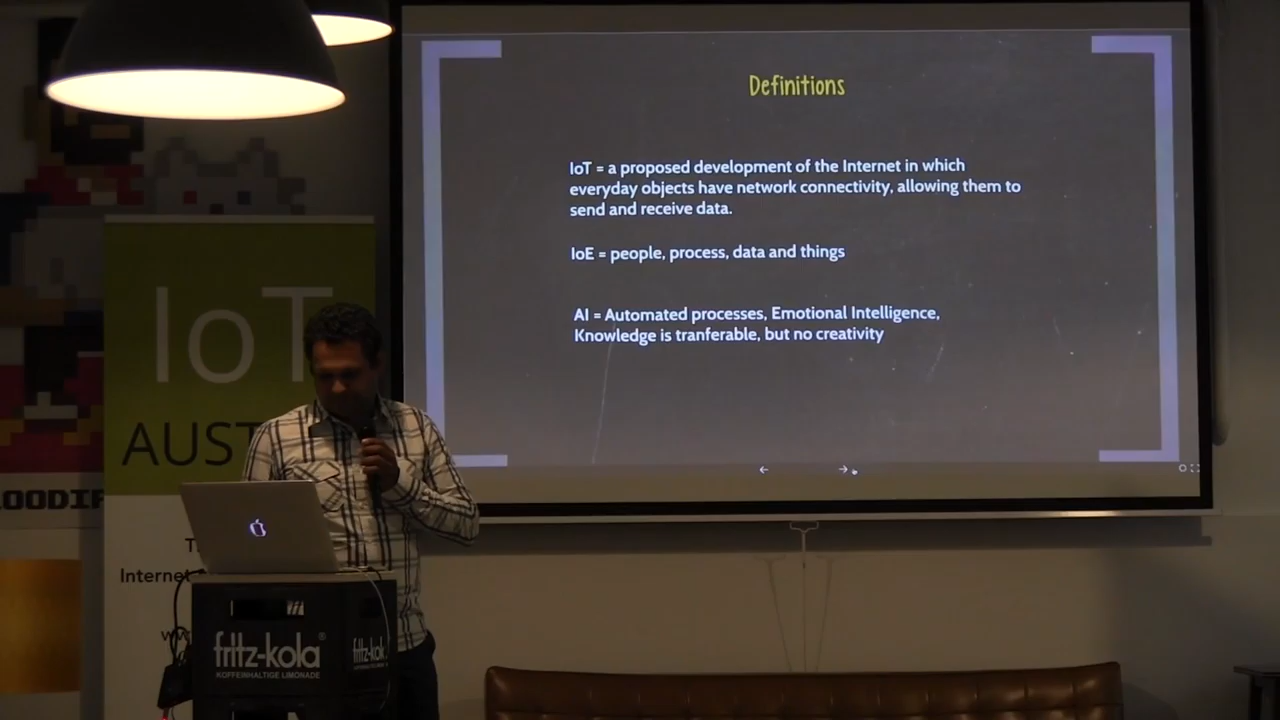 Definitions
IoT = a proposed development of the Internet in which
everyday objects have network connectivity, allowing them to
send and receive data.
IoE = people, process, data and things
AI = Automated processes, Emotional Intelligence,
Knowledge is tranferable, but no creativity
IoT
AUST
Internet
fritz-kola®
KOFFEINHALTIGE LIMONADE